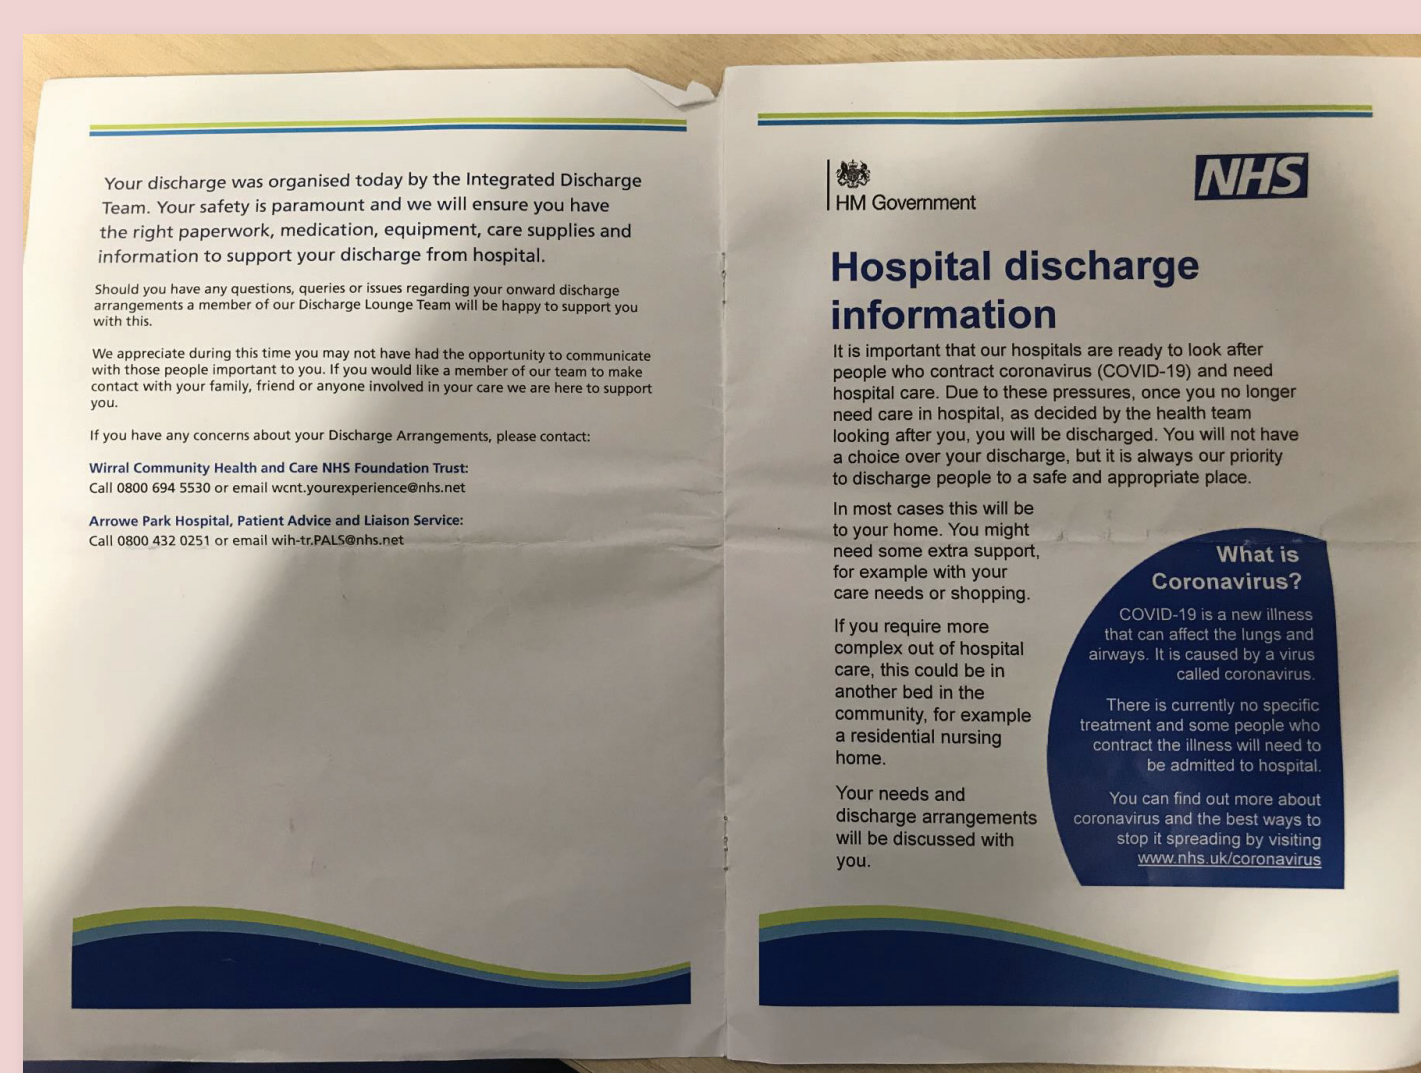 Your discharge was organised today by the Integrated Discharge
Team. Your safety is paramount and we will ensure you have
the right paperwork, medication, equipment, care supplies and
information to support your discharge from hospital.
Should you have any questions, queries or issues regarding your onward discharge
arrangements a member of our Discharge Lounge Team will be happy to support you
with this.
We appreciate during this time you may not have had the opportunity to communicate
with those people important to you. If you would like a member of our team to make
contact with your family, friend or anyone involved in your care we are here to support
you.
If you have any concerns about your Discharge Arrangements, please contact:
Wirral Community Health and Care NHS Foundation Trust:
Call 0800 694 5530 or email wcnt.yourexperience@nhs.net
Arrowe Park Hospital, Patient Advice and Liaison Service:
Call 0800 432 0251 or email wih-tr.PALS@nhs.net
HM Government
NHS
Hospital discharge
information
It is important that our hospitals are ready to look after
people who contract coronavirus (COVID-19) and need
hospital care. Due to these pressures, once you no longer
need care in hospital, as decided by the health team
looking after you, you will be discharged. You will not have
a choice over your discharge, but it is always our priority
to discharge people to a safe and appropriate place.
In most cases this will be
to your home. You might
need some extra support,
for example with your
care needs or shopping.
If you require more
complex out of hospital
care, this could be in
another bed in the
community, for example
a residential nursing
home.
Your needs and
discharge arrangements
will be discussed with
you.
What is
Coronavirus?
COVID-19 is a new illness
that can affect the lungs and
airways. It is caused by a virus
called coronavirus.
There is currently no specific
treatment and some people who
contract the illness will need to
be admitted to hospital.
You can find out more about
coronavirus and the best ways to
stop it spreading by visiting
www.nhs.uk/coronavirus